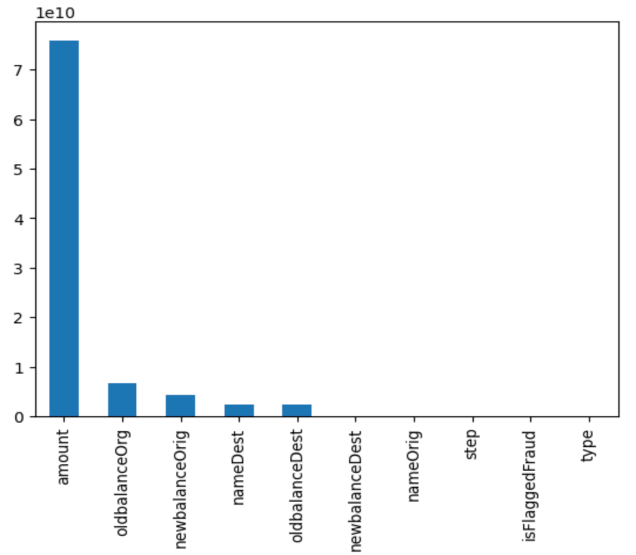 1e10
7
6
5
4
3
2
1
0
amount
oldbalanceOrg
newbalanceOrig
nameDest
oldbalanceDest
newbalanceDest
nameOrig
step
isFlaggedFraud
type